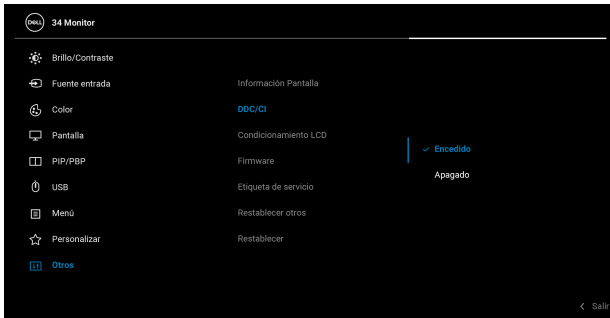 DELL 34 Monitor
Brillo/Contraste
Fuente entrada Información Pantalla
Color DDC/CI
Pantalla Condicionamiento LCD
Encedido
PIP/PBP Firmware
Apagado
USB Etiqueta de servicio
Menú Restablecer otros
Personalizar Restablecer
Otros
Salir